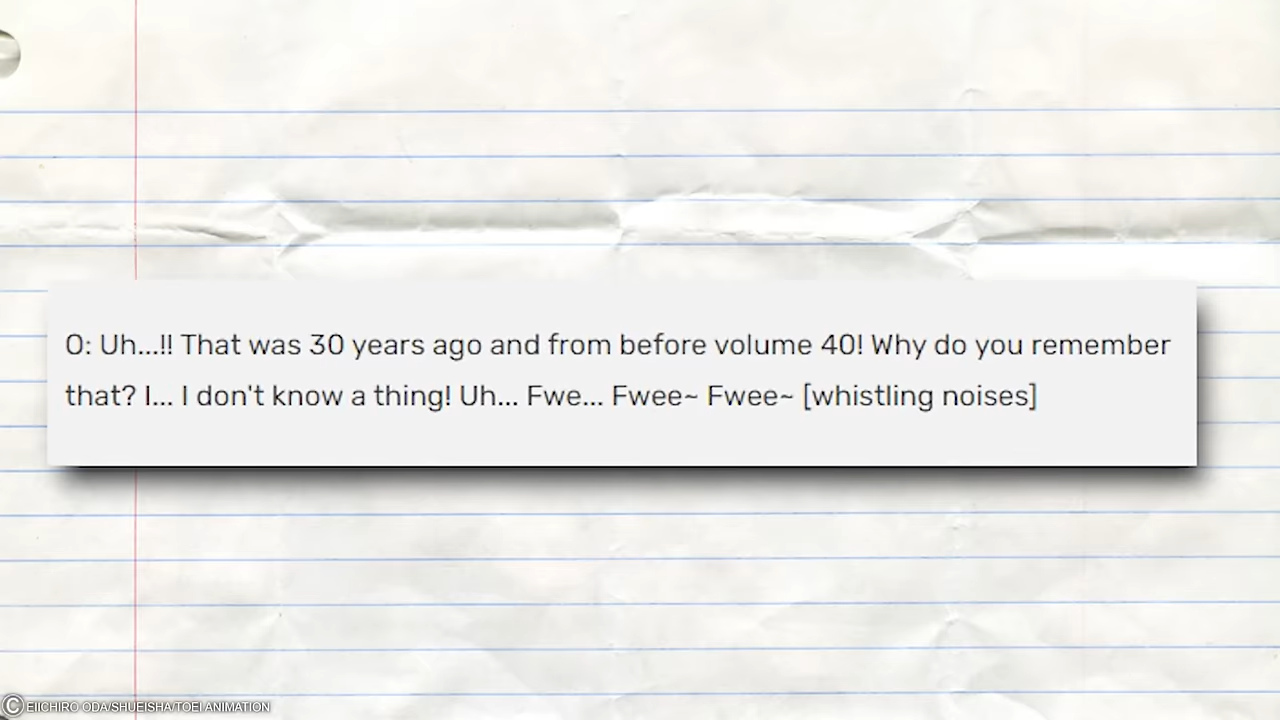 O: Uh...!! That was 30 years ago and from before volume 40! Why do you remember
that? I... I don't know a thing! Uh... Fwe... Fwee~ Fwee~ [whistling noises]
Ⓒ EIICHIRO ODA/SHUEISHA/TOEI ANIMATION